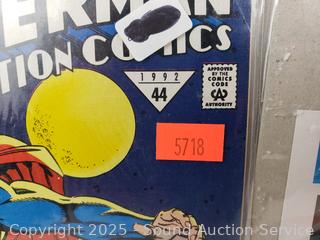 ERMAN
TION COMICS
1992
44
APPROVED
BY THE
COMICS
CODE
AUTHORITY
5718
Copyright © 2025 - Sound Auction Service